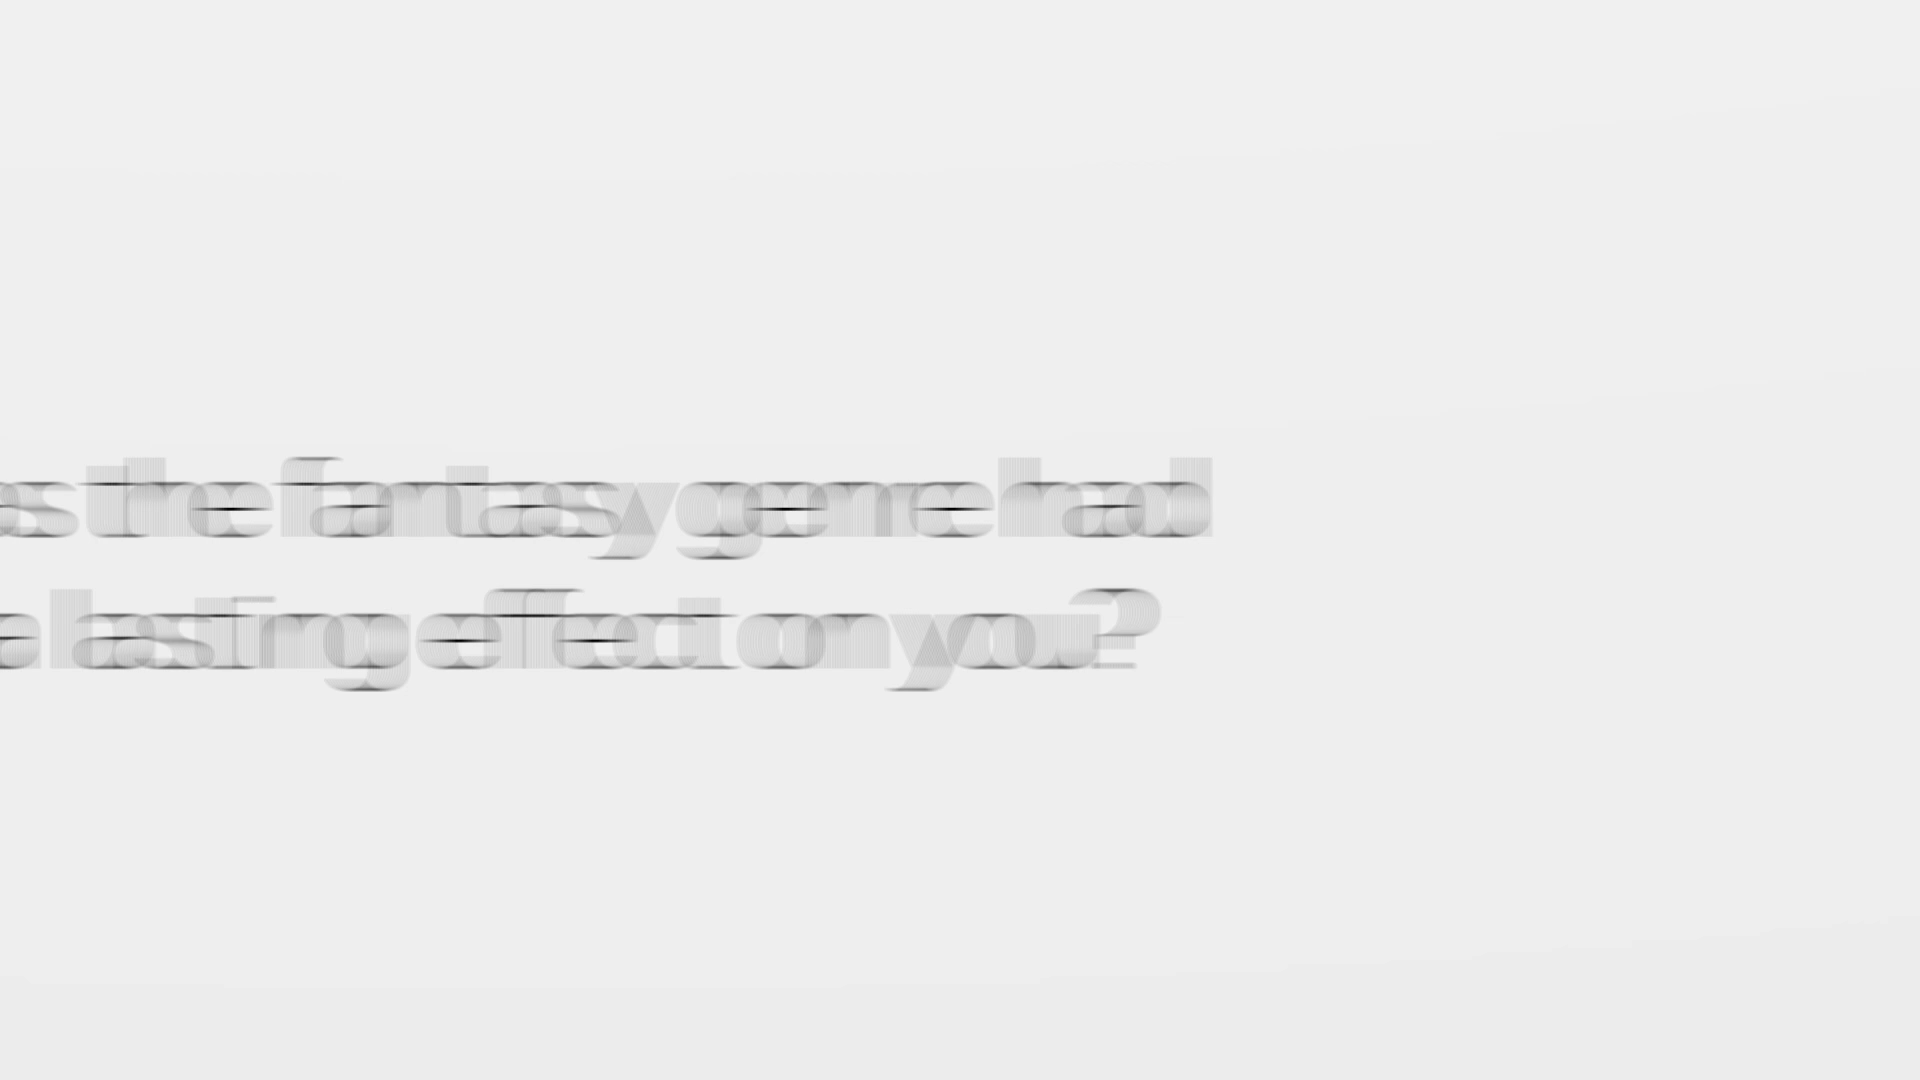 the fantasy genre had
a lasting effect on you?